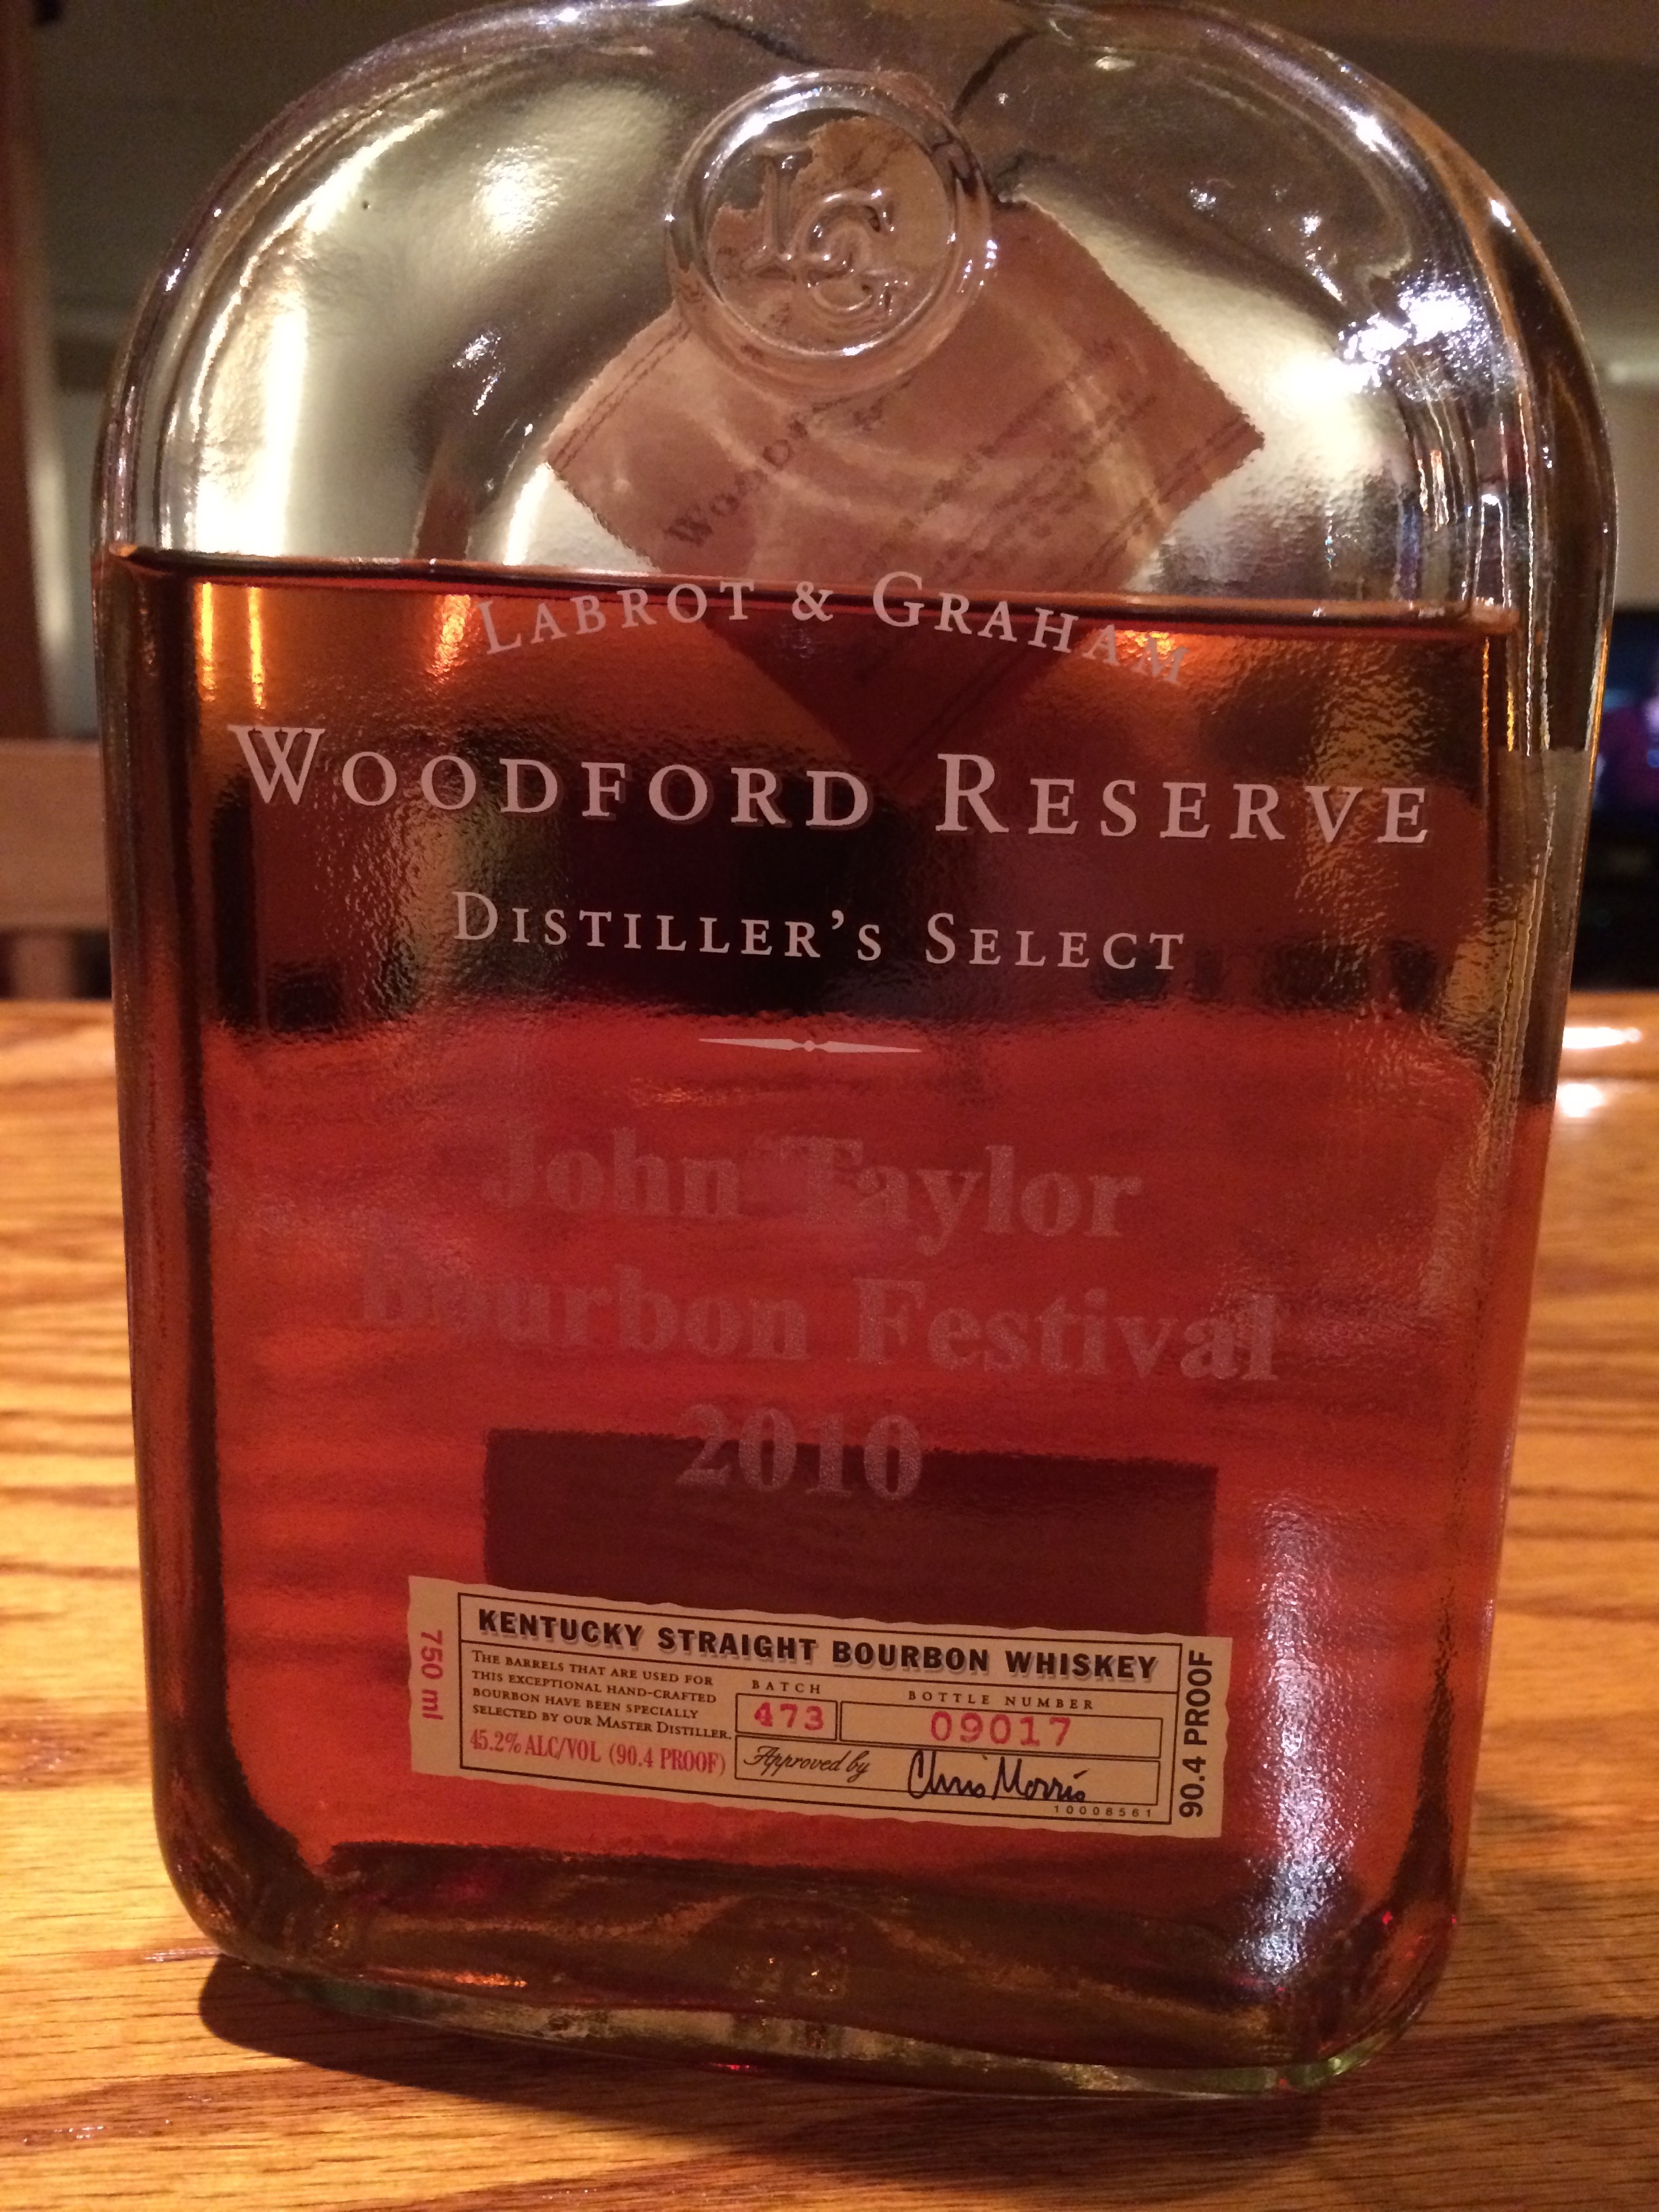 LG
LABROT & GRAHAM
WOODFORD RESERVE
DISTILLER'S SELECT
John Taylor
Bourbon Festival
2010
KENTUCKY STRAIGHT BOURBON WHISKEY
750 ml
THE BARRELS THAT ARE USED FOR
THIS EXCEPTIONAL HAND-CRAFTED
BOURBON HAVE BEEN SPECIALLY
SELECTED BY OUR MASTER DISTILLER.
45.2% ALC/VOL (90.4 PROOF)
BATCH
473
BOTTLE NUMBER
09017
Approved by Chris Morris
10008561
90.4 PROOF